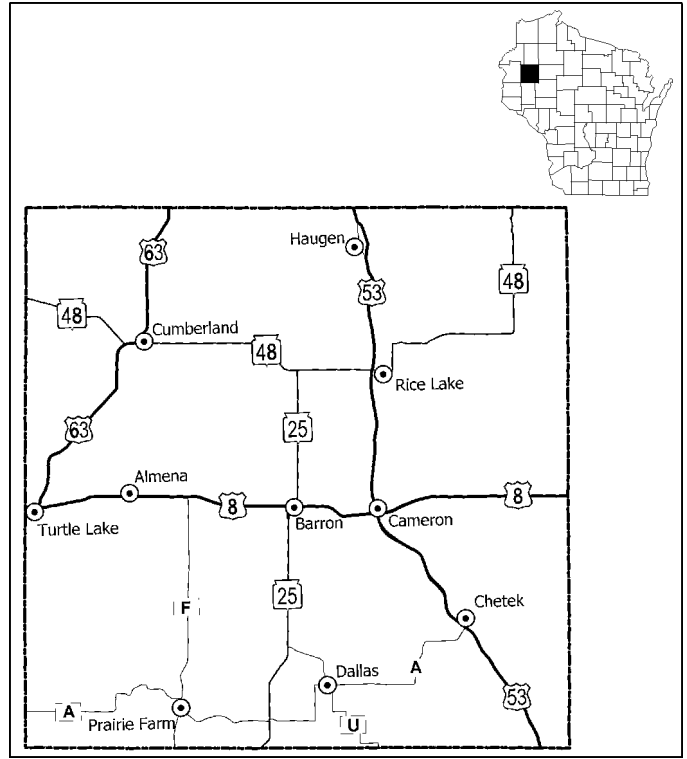 63
Haugen
53
48
48
Cumberland
48
Rice Lake
63
25
Almena
8
8
Turtle Lake
Barron
Cameron
25
F
Chetek
Dallas
A
53
A
Prairie Farm
U